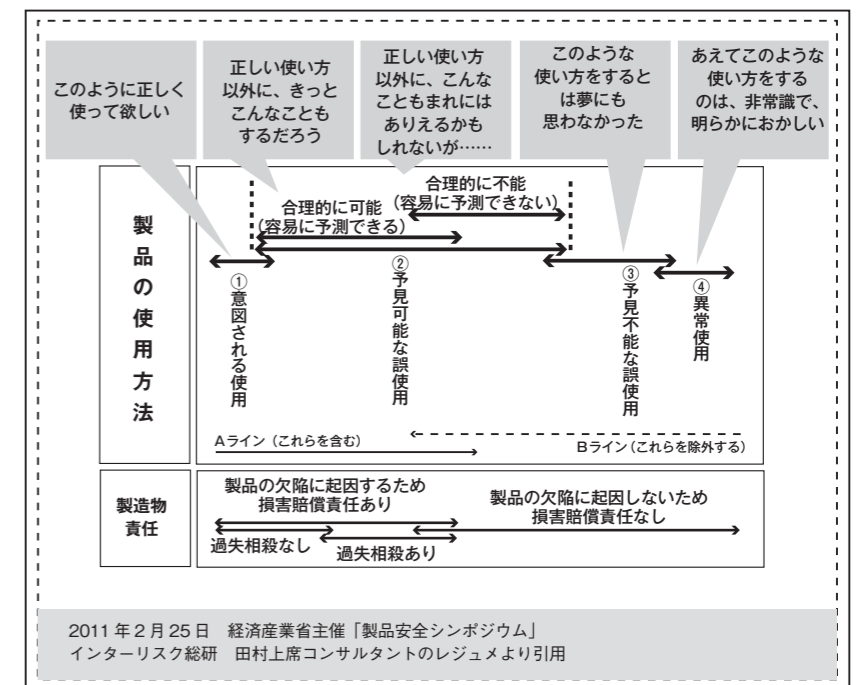 このように正しく
使って欲しい
正しい使い方
以外に、きっと
こんなことも
するだろう
正しい使い方
以外に、こんな
こともまれには
ありえるかも
しれないが……
このような
使い方をすると
は夢にも
思わなかった
あえてこのような
使い方をする
のは、非常識で、
明らかにおかしい
製品の使用方法
合理的に不能
(容易に予測できない)
合理的に可能
(容易に予測できる)
①意図される使用
②予見可能な誤使用
③予見不能な誤使用
④異常使用
Aライン(これらを含む)
Bライン(これらを除外する)
製造物
責任
製品の欠陥に起因するため
損害賠償責任あり
製品の欠陥に起因しないため
損害賠償責任なし
過失相殺なし
過失相殺あり
2011年2月25日 経済産業省主催「製品安全シンポジウム」
インターリスク総研 田村上席コンサルタントのレジュメより引用